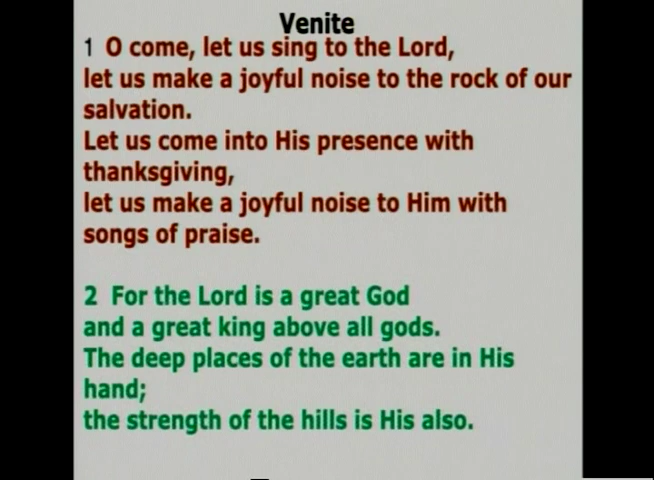 Venite
1 O come, let us sing to the Lord,
let us make a joyful noise to the rock of our
salvation.
Let us come into His presence with
thanksgiving,
let us make a joyful noise to Him with
songs of praise.
2 For the Lord is a great God
and a great king above all gods.
The deep places of the earth are in His
hand;
the strength of the hills is His also.